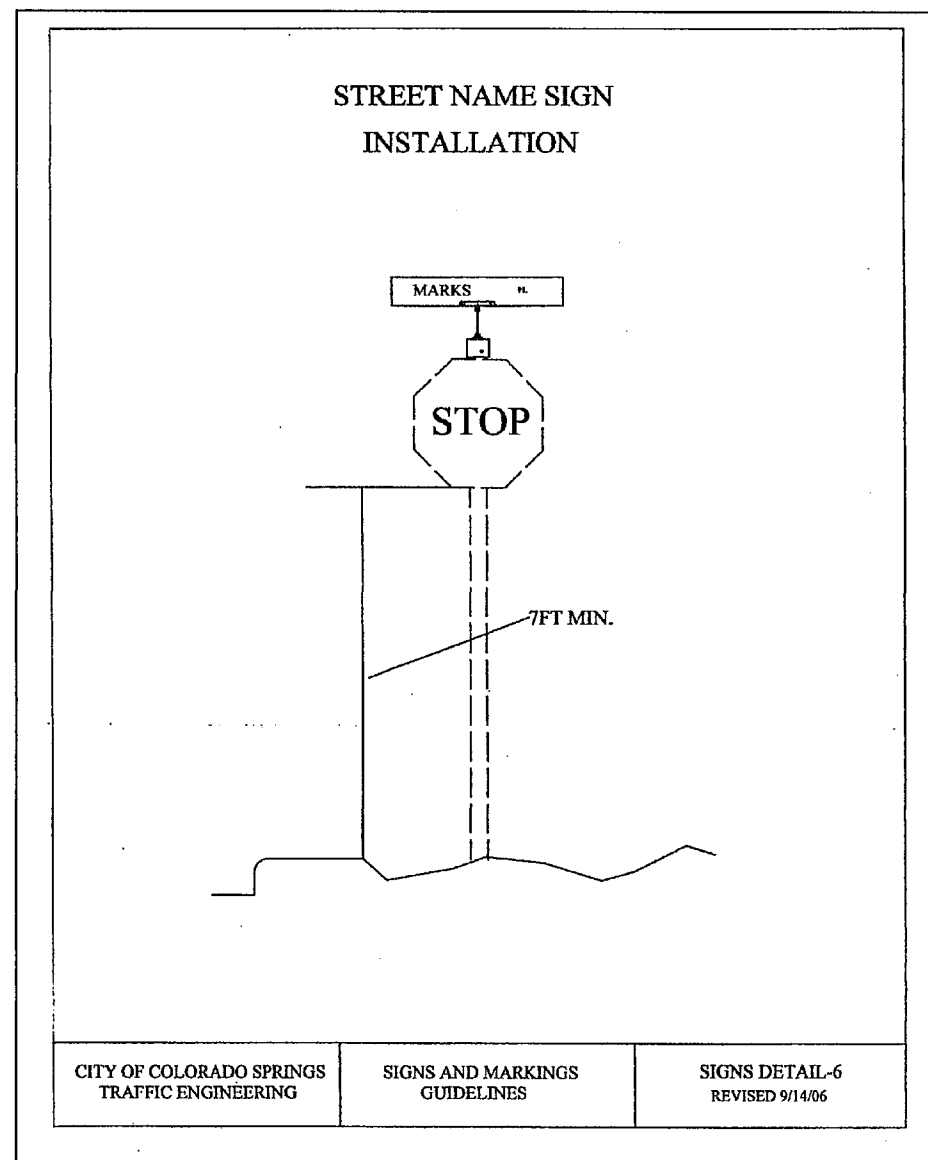 STREET NAME SIGN
INSTALLATION
MARKS PL.
STOP
7FT MIN.
CITY OF COLORADO SPRINGS
TRAFFIC ENGINEERING
SIGNS AND MARKINGS
GUIDELINES
SIGNS DETAIL-6
REVISED 9/14/06